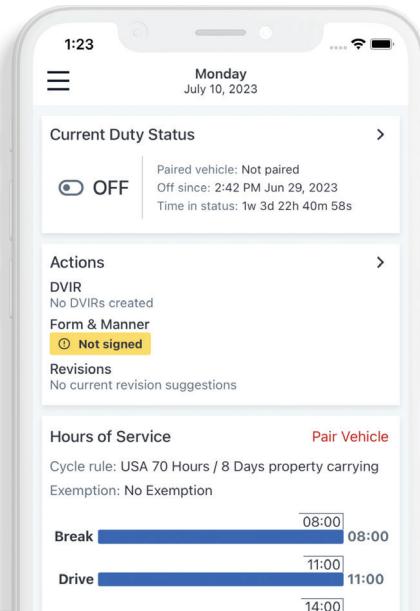 1:23
Monday
July 10, 2023
Current Duty Status
OFF
Paired vehicle: Not paired
Off since: 2:42 PM Jun 29, 2023
Time in status: 1w 3d 22h 40m 58s
Actions
DVIR
No DVIRs created
Form & Manner
Not signed
Revisions
No current revision suggestions
Hours of Service Pair Vehicle
Cycle rule: USA 70 Hours / 8 Days property carrying
Exemption: No Exemption
08:00
Break 08:00
11:00
Drive 11:00
14:00